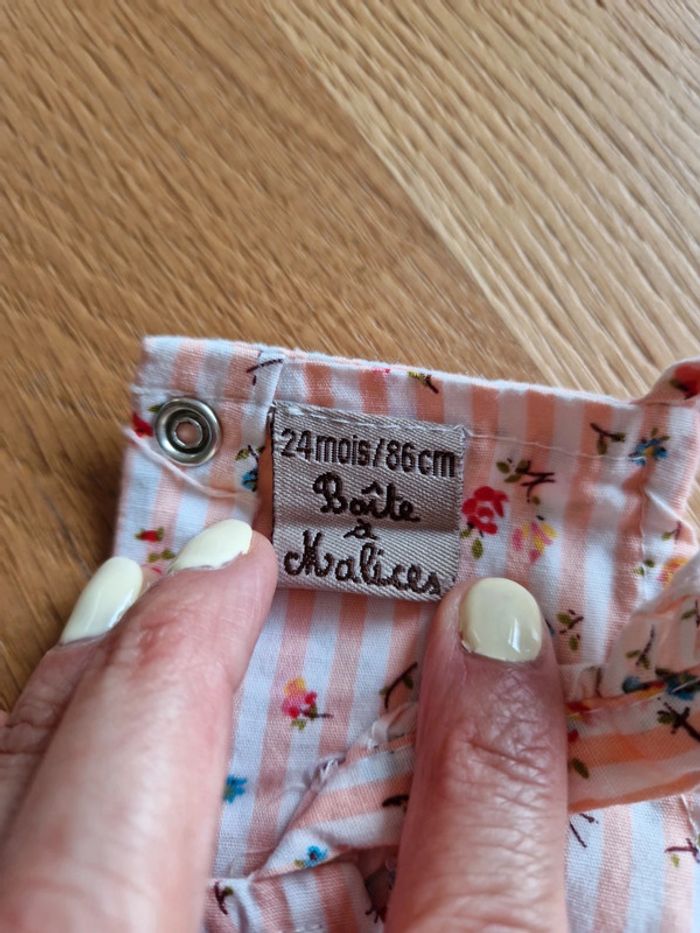 24mois/86cm
Boîte
à
Malices